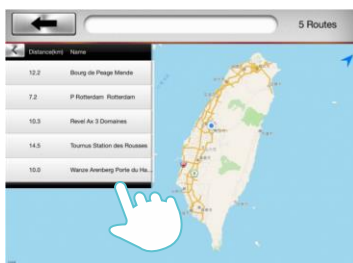 5 Routes
Distance(km) Name
12.2 Bourg de Peage Mende
7.2 P Rotterdam Rotterdam
10.3 Revel Ax 3 Domaines
14.5 Tournus Station des Rousses
10.0 Wanze Arenberg Porte du Ha...